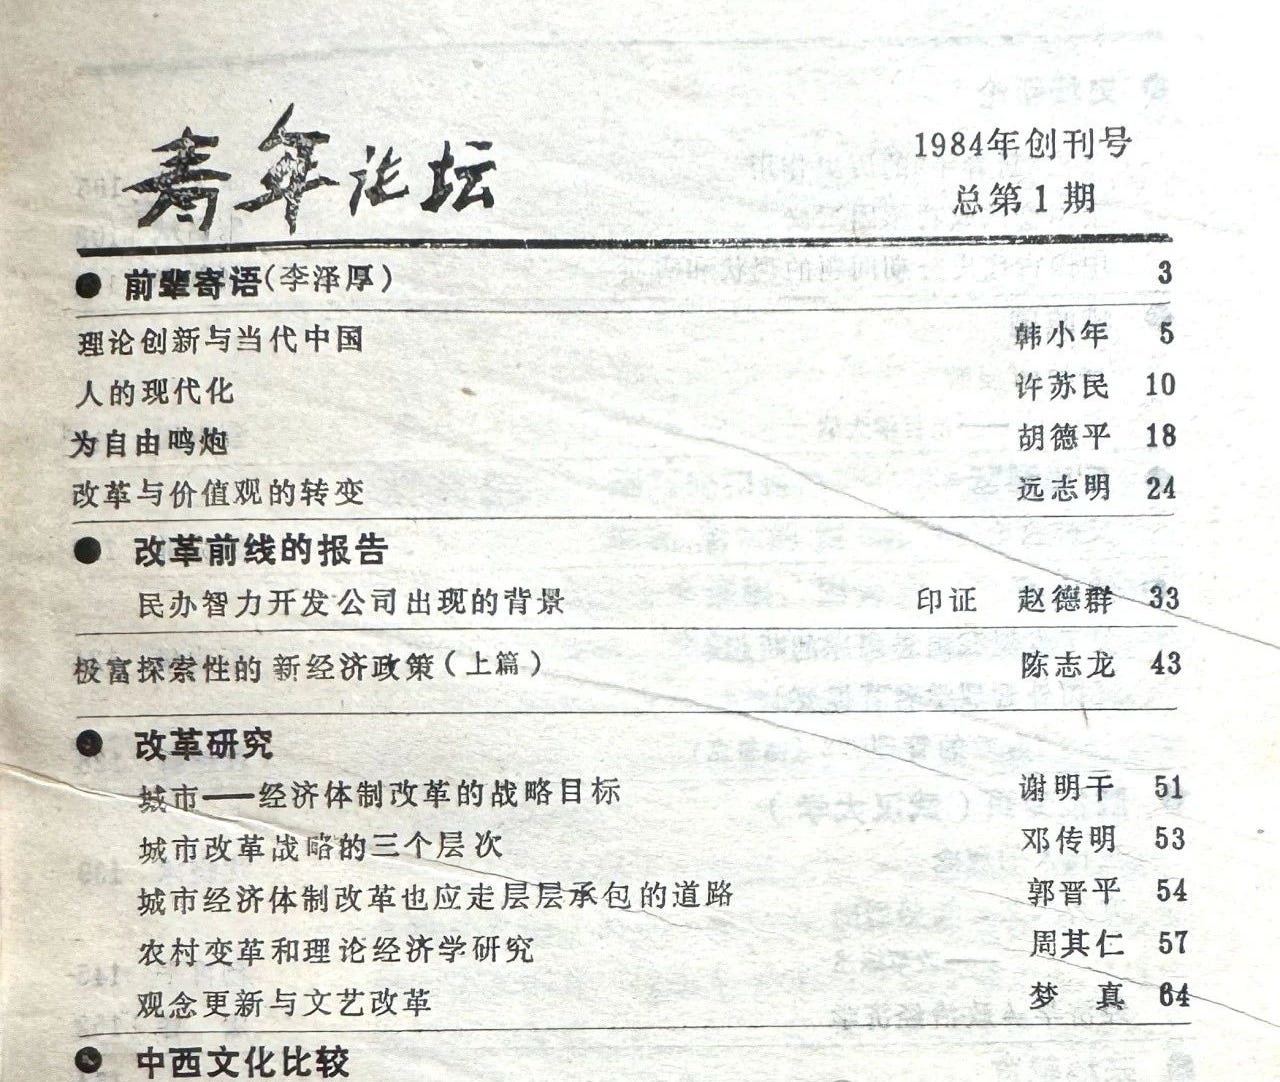 青年论坛
1984年创刊号
总第1期
● 前辈寄语(李泽厚) 3
理论创新与当代中国 韩小年 5
人的现代化 许苏民 10
为自由鸣炮 胡德平 18
改革与价值观的转变 远志明 24
● 改革前线的报告
民办智力开发公司出现的背景 印证 赵德群 33
极富探索性的新经济政策(上篇) 陈志龙 43
● 改革研究
城市——经济体制改革的战略目标 谢明干 51
城市改革战略的三个层次 邓传明 53
城市经济体制改革也应走层层承包的道路 郭晋平 54
农村变革和理论经济学研究 周其仁 57
观念更新与文艺改革 梦 真 64
● 中西文化比较